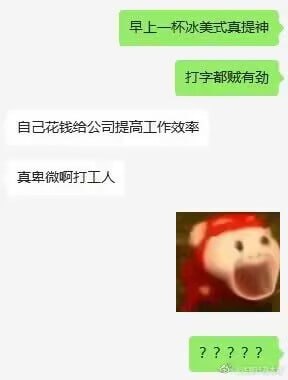 早上一杯冰美式真提神
打字都贼有劲
自己花钱给公司提高工作效率
真卑微啊打工人
？？？？？